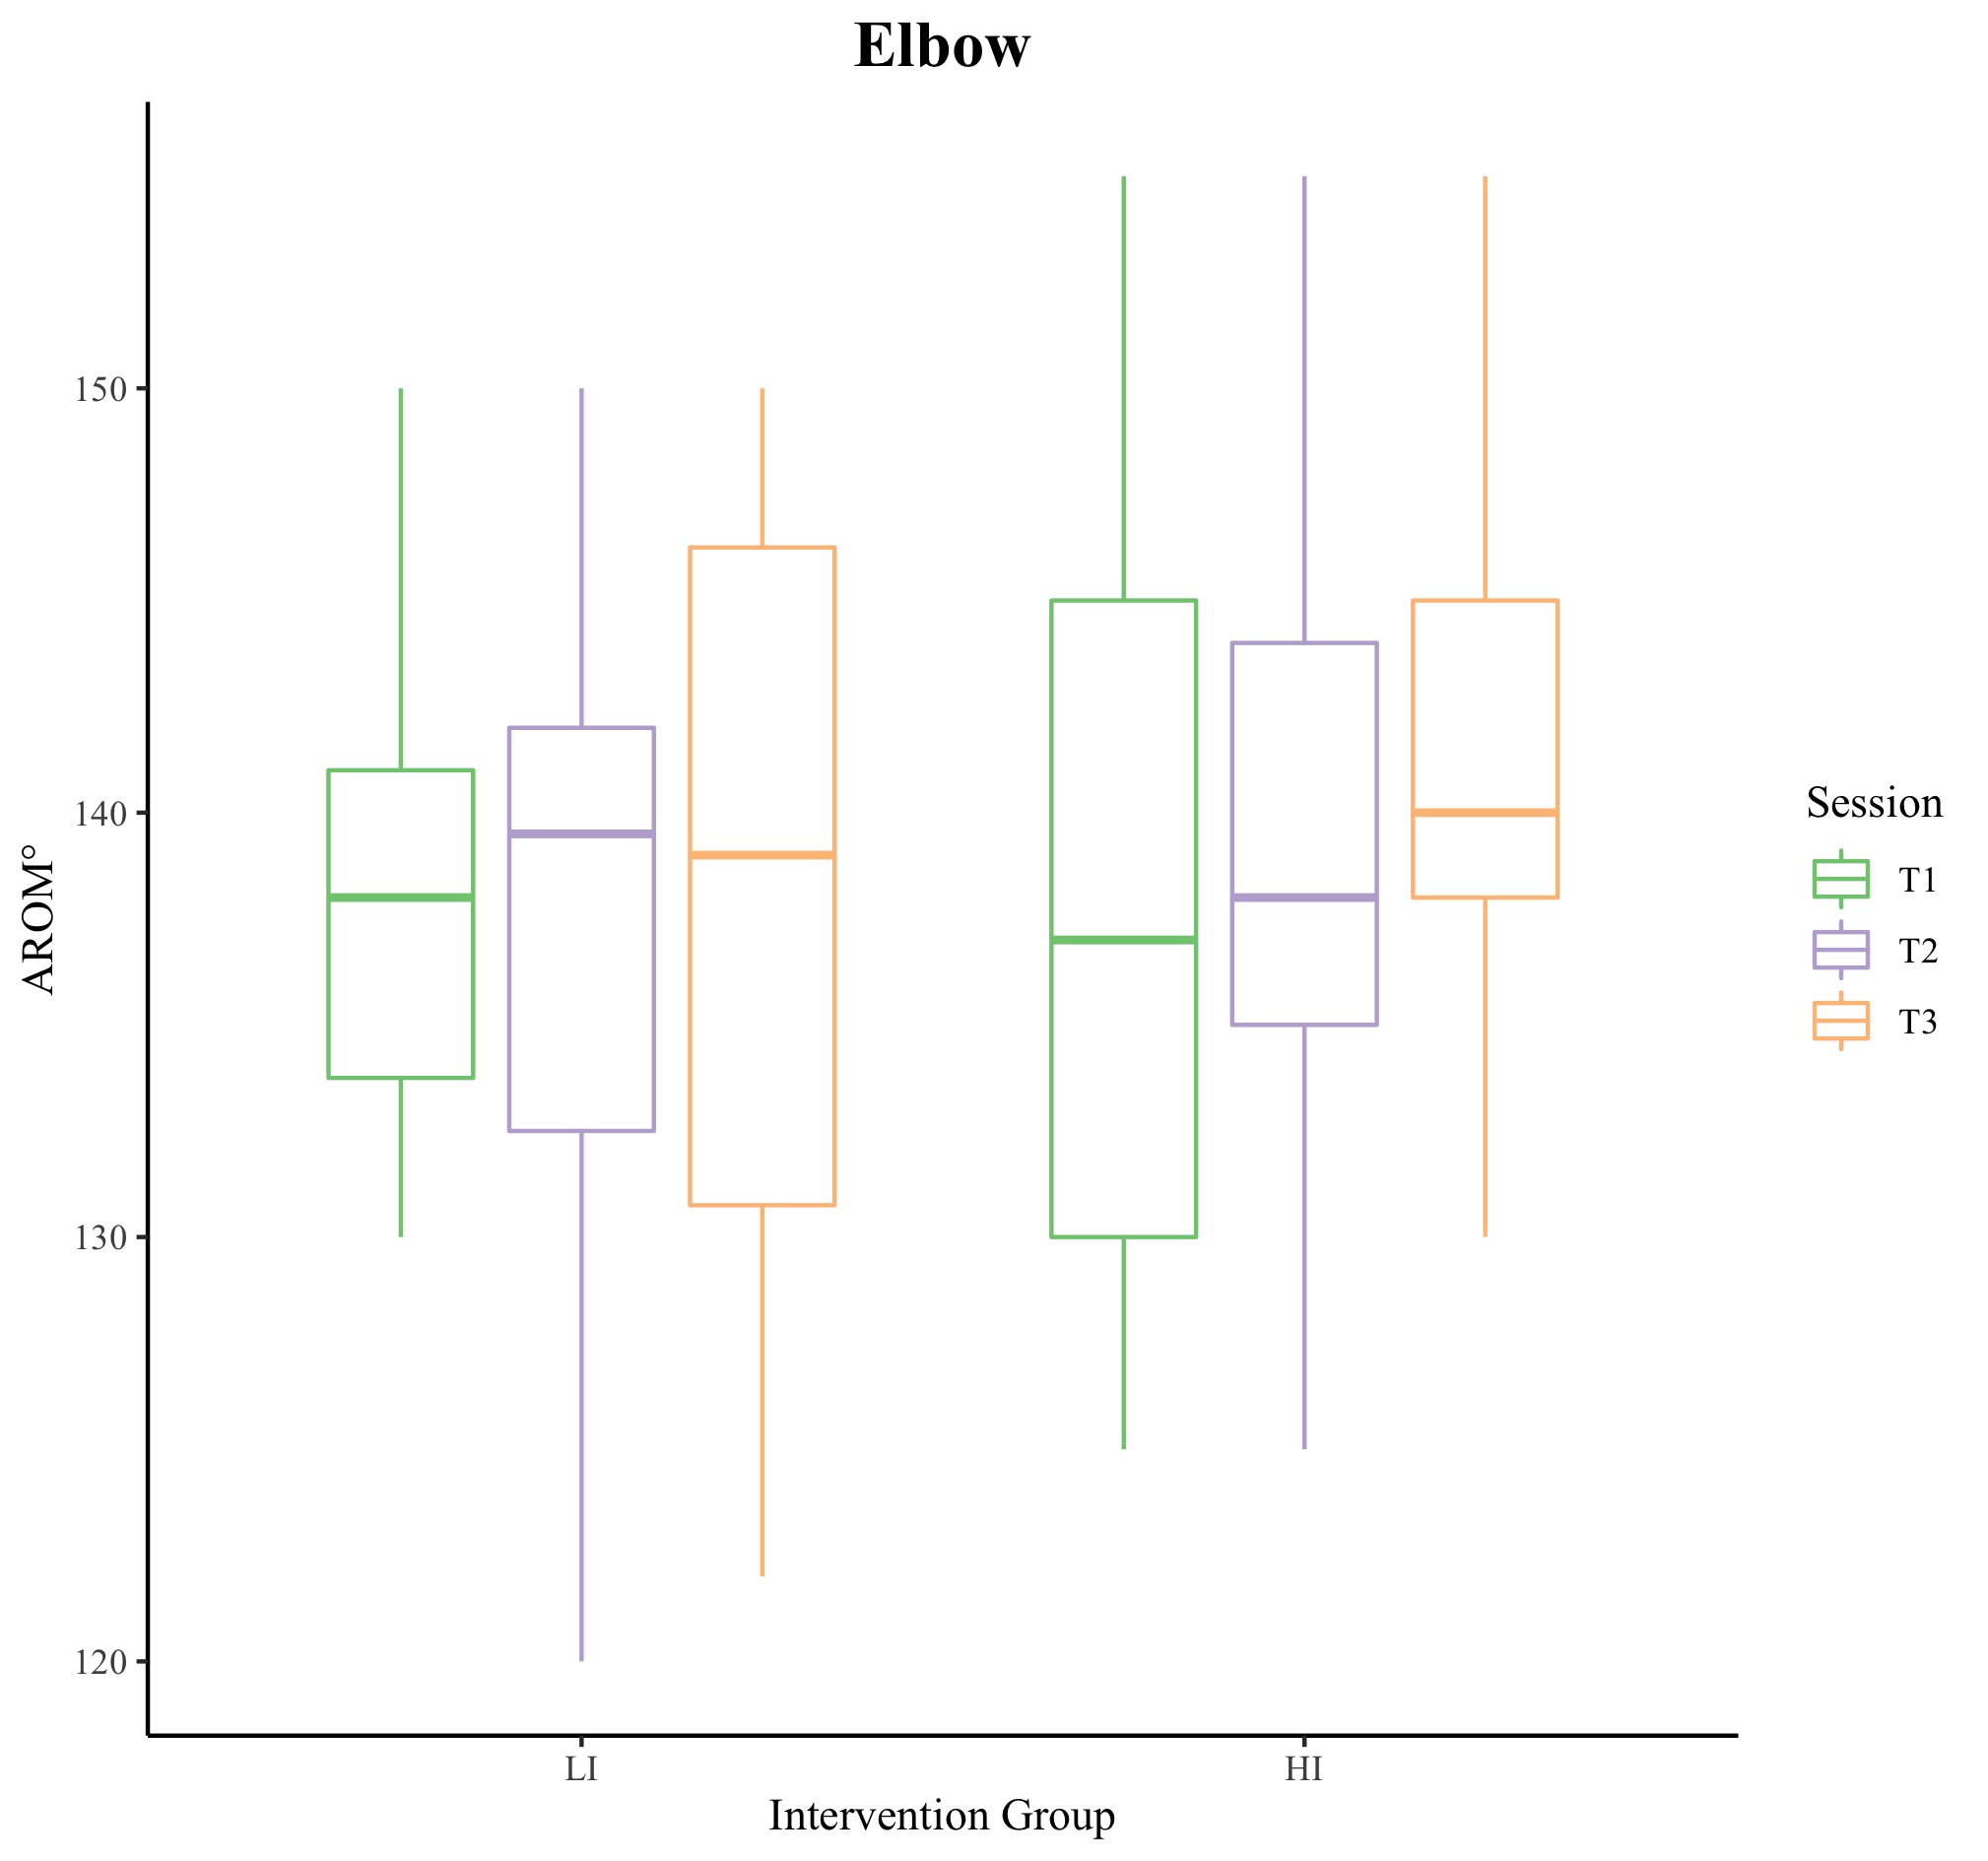 Elbow
AROM°
150
140
130
120
LI
HI
Intervention Group
Session
T1
T2
T3